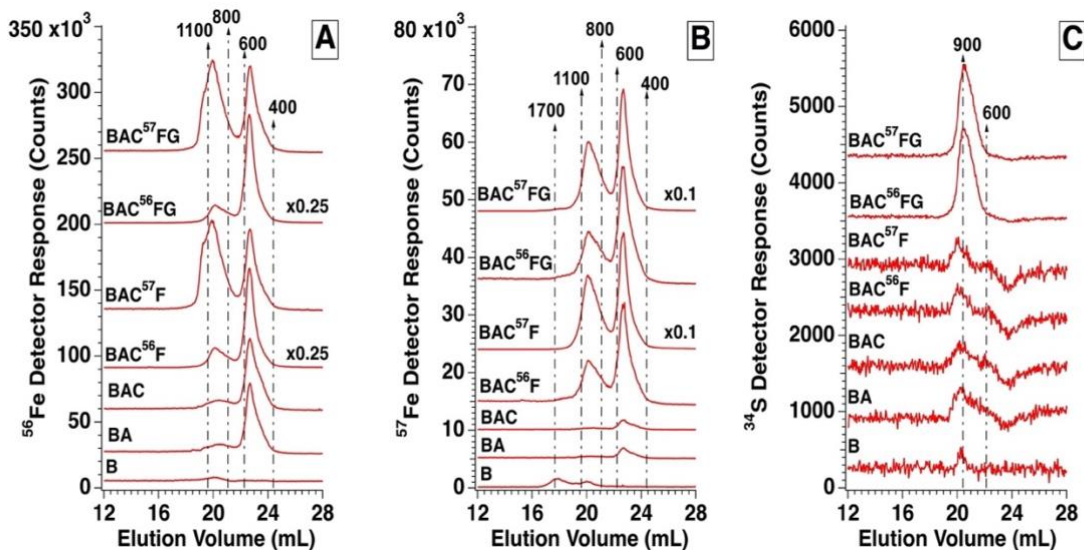 350 x10³
300
250
200
150
100
50
0
⁵⁶Fe Detector Response (Counts)
1100
800
600
400
A
BAC⁵⁷FG
BAC⁵⁶FG
x0.25
BAC⁵⁷F
BAC⁵⁶F
x0.25
BAC
BA
B
12 16 20 24 28
Elution Volume (mL)
80 x10³
70
60
50
40
30
20
10
0
⁵⁷Fe Detector Response (Counts)
1700
1100
800
600
400
B
BAC⁵⁷FG
x0.1
BAC⁵⁶FG
BAC⁵⁷F
x0.1
BAC⁵⁶F
BAC
BA
B
12 16 20 24 28
Elution Volume (mL)
6000
5000
4000
3000
2000
1000
0
³⁴S Detector Response (Counts)
900
600
C
BAC⁵⁷FG
BAC⁵⁶FG
BAC⁵⁷F
BAC⁵⁶F
BAC
BA
B
12 16 20 24 28
Elution Volume (mL)